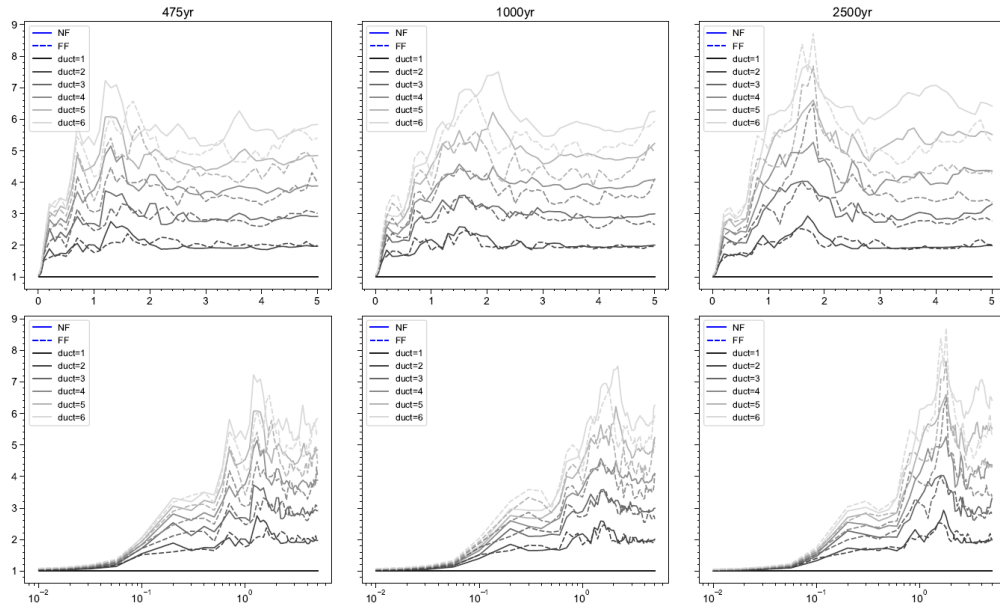 475yr
1000yr
2500yr
9
8
7
6
5
4
3
2
1
NF
FF
duct=1
duct=2
duct=3
duct=4
duct=5
duct=6
0 1 2 3 4 5
NF
FF
duct=1
duct=2
duct=3
duct=4
duct=5
duct=6
0 1 2 3 4 5
NF
FF
duct=1
duct=2
duct=3
duct=4
duct=5
duct=6
0 1 2 3 4 5
9
8
7
6
5
4
3
2
1
NF
FF
duct=1
duct=2
duct=3
duct=4
duct=5
duct=6
10⁻² 10⁻¹ 10⁰
NF
FF
duct=1
duct=2
duct=3
duct=4
duct=5
duct=6
10⁻² 10⁻¹ 10⁰
NF
FF
duct=1
duct=2
duct=3
duct=4
duct=5
duct=6
10⁻² 10⁻¹ 10⁰